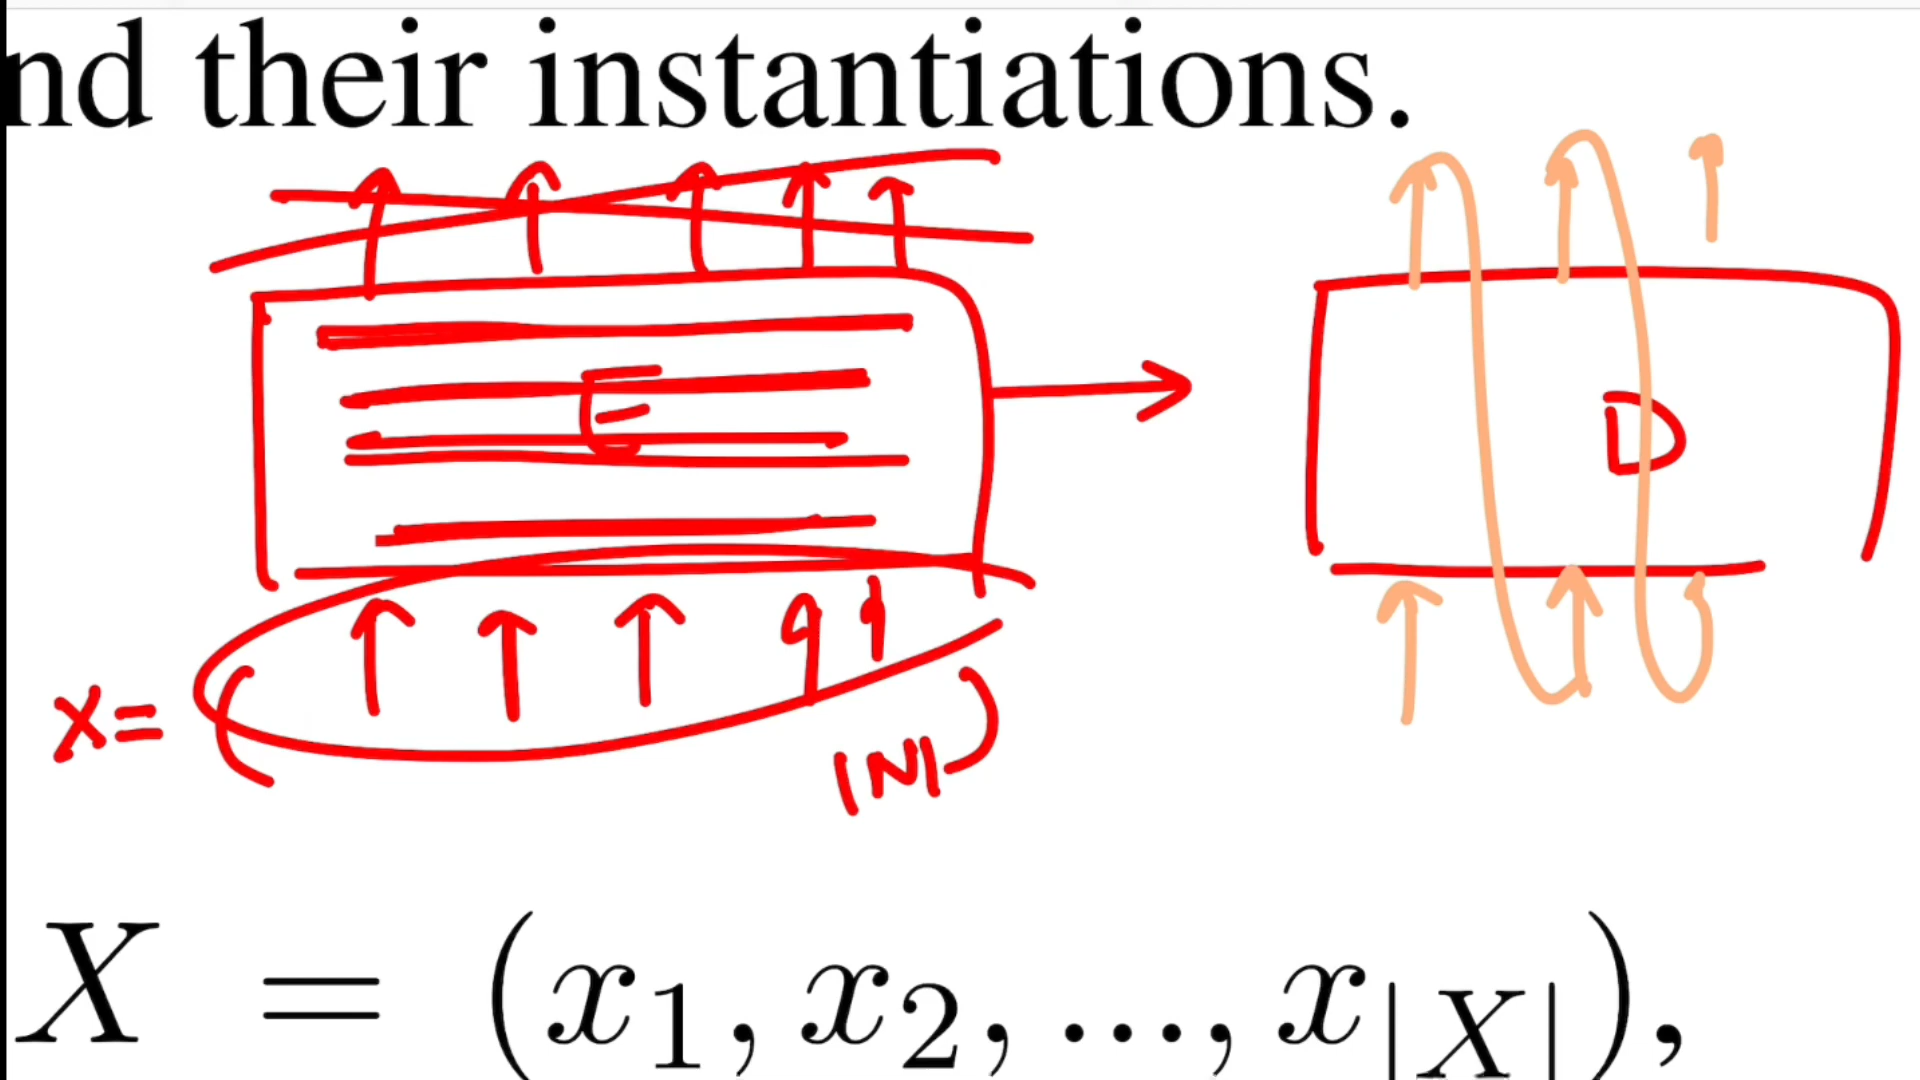 nd their instantiations.
E
D
X=
|N|
X = (x₁, x₂, ..., x|X|),